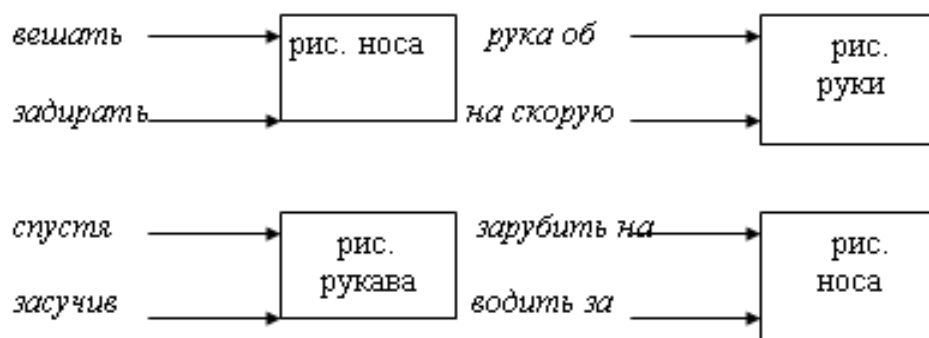 вешать
рис. носа
рука об
рис.
руки
задирать
на скорую
спустя
рис.
рукава
зарубить на
рис.
носа
засучив
водить за